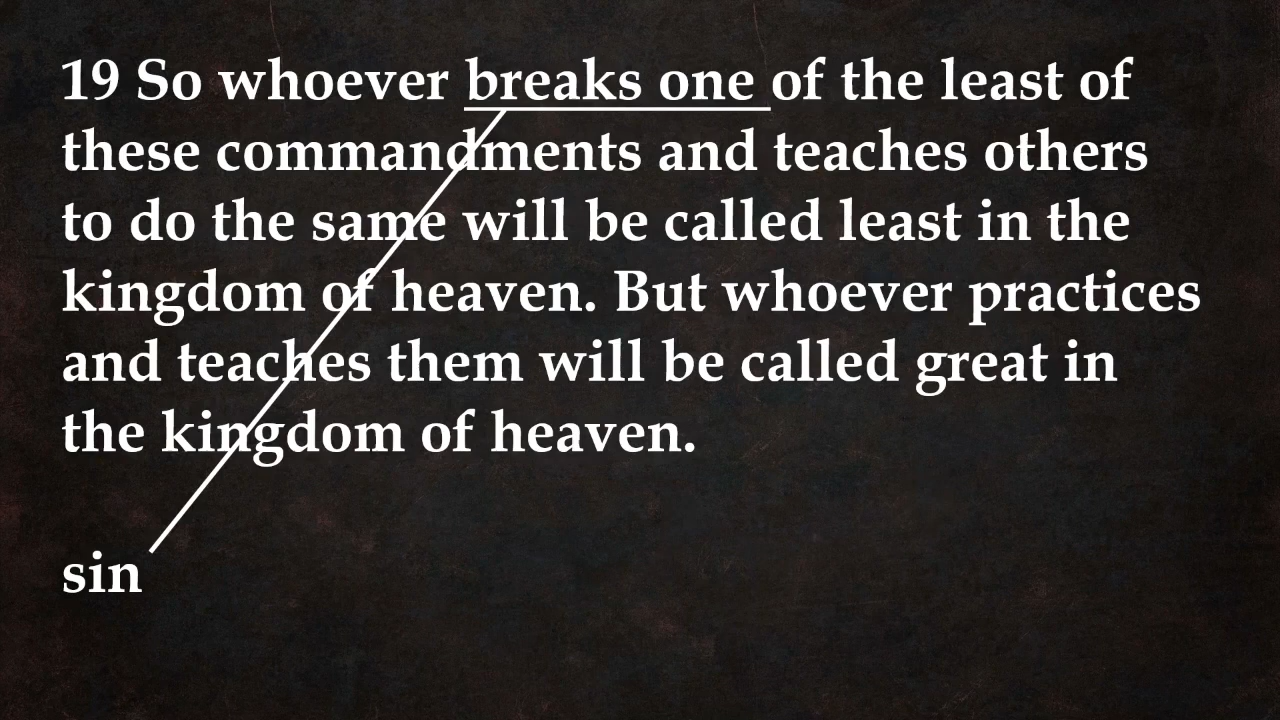 19 So whoever breaks one of the least of
these commandments and teaches others
to do the same will be called least in the
kingdom of heaven. But whoever practices
and teaches them will be called great in
the kingdom of heaven.
sin